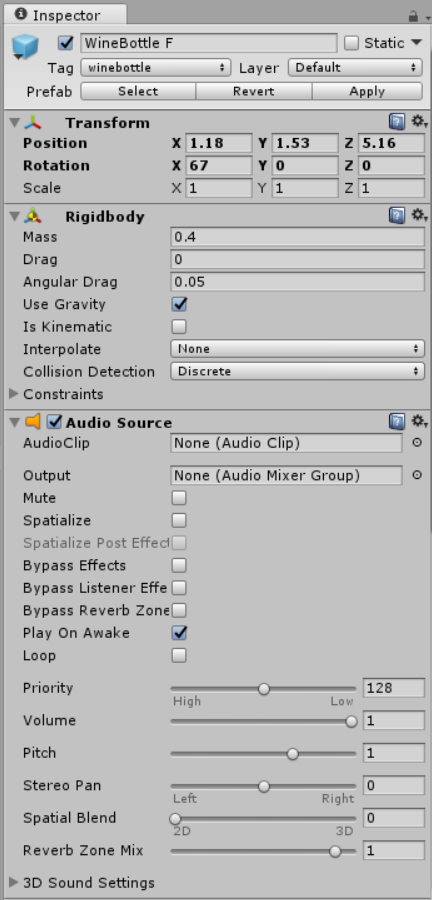 Inspector
WineBottle F Static
Tag winebottle Layer Default
Prefab Select Revert Apply
Transform
Position X 1.18 Y 1.53 Z 5.16
Rotation X 67 Y 0 Z 0
Scale X 1 Y 1 Z 1
Rigidbody
Mass 0.4
Drag 0
Angular Drag 0.05
Use Gravity
Is Kinematic
Interpolate None
Collision Detection Discrete
Constraints
Audio Source
AudioClip None (Audio Clip)
Output None (Audio Mixer Group)
Mute
Spatialize
Spatialize Post Effect
Bypass Effects
Bypass Listener Effe
Bypass Reverb Zone
Play On Awake
Loop
Priority 128
High Low
Volume 1
Pitch 1
Stereo Pan 0
Left Right
Spatial Blend 0
2D 3D
Reverb Zone Mix 1
3D Sound Settings